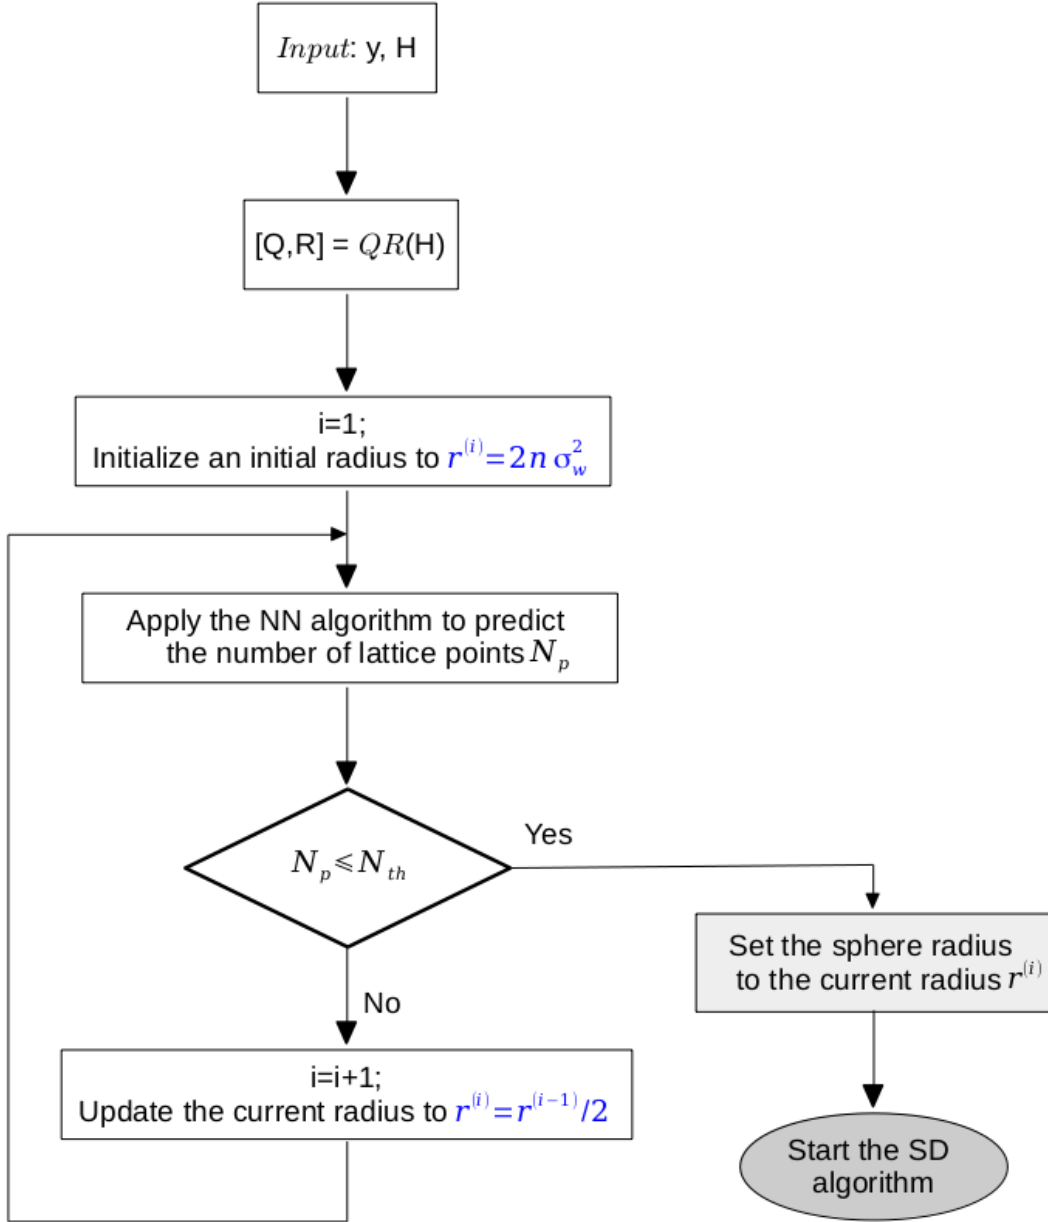 Input: y, H
[Q,R] = QR(H)
i=1;
Initialize an initial radius to r^(i)=2n σ_w^2
Apply the NN algorithm to predict
the number of lattice points N_p
N_p⩽N_th
Yes
No
Set the sphere radius
to the current radius r^(i)
i=i+1;
Update the current radius to r^(i)=r^(i−1)/2
Start the SD
algorithm